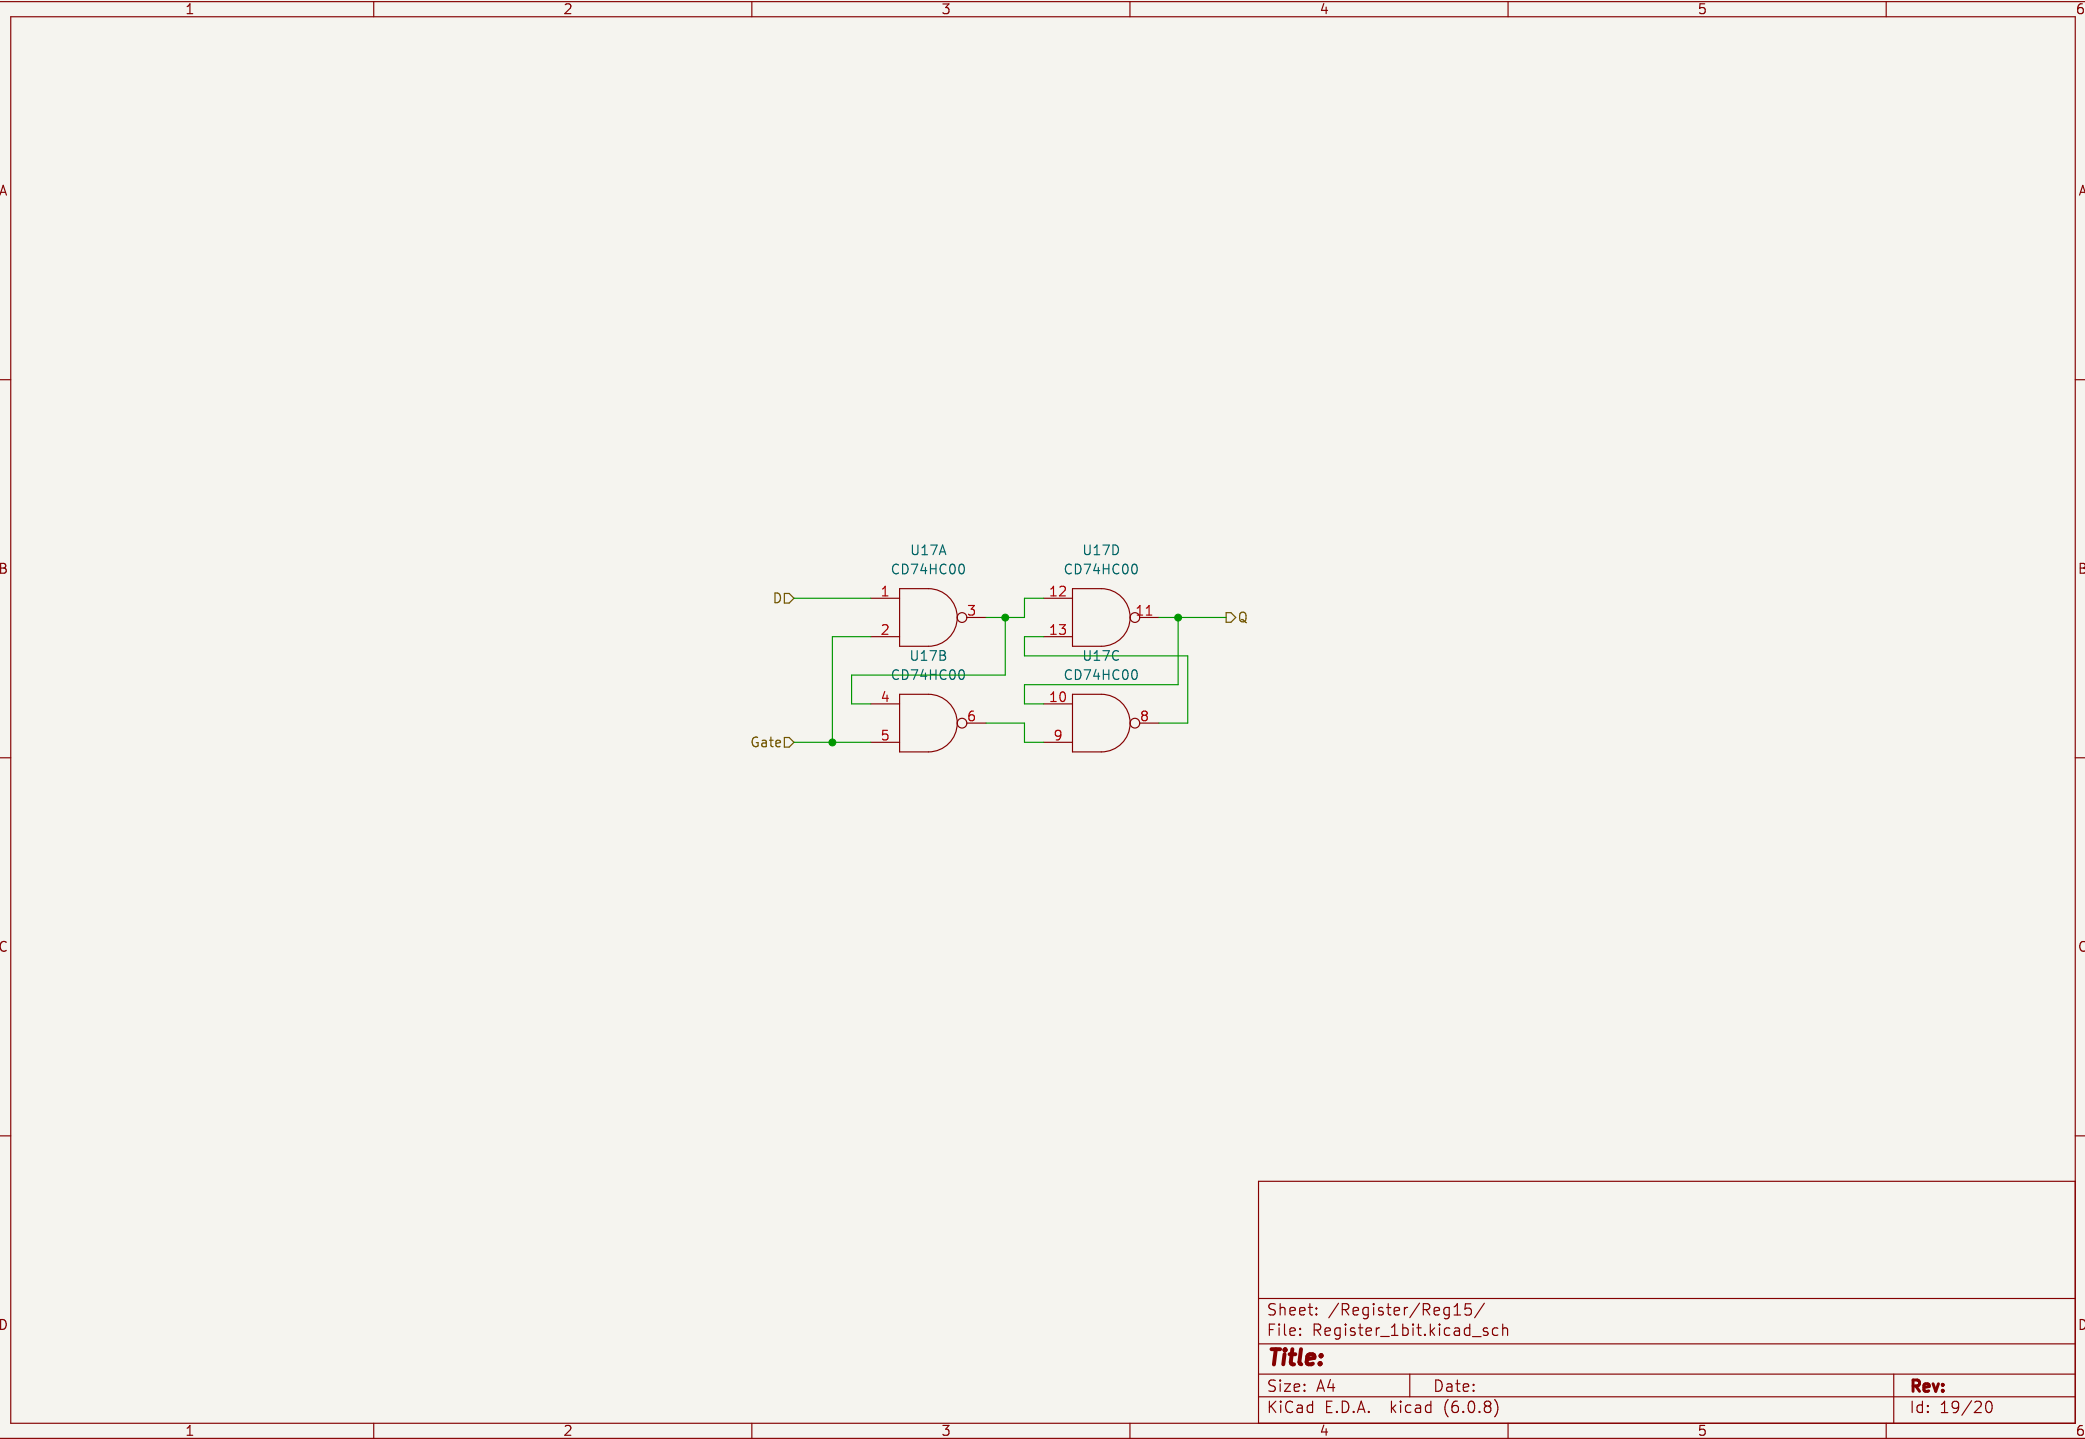 1 2 3 4 5 6
A A
U17A U17D
CD74HC00 CD74HC00
B B
D 1 3 12 11 Q
2 13
U17B U17C
CD74HC00 CD74HC00
4 6 10 8
Gate 5 9
C C
Sheet: /Register/Reg15/
File: Register_1bit.kicad_sch
D D
Title:
Size: A4 Date: Rev:
KiCad E.D.A. kicad (6.0.8) Id: 19/20
1 2 3 4 5 6